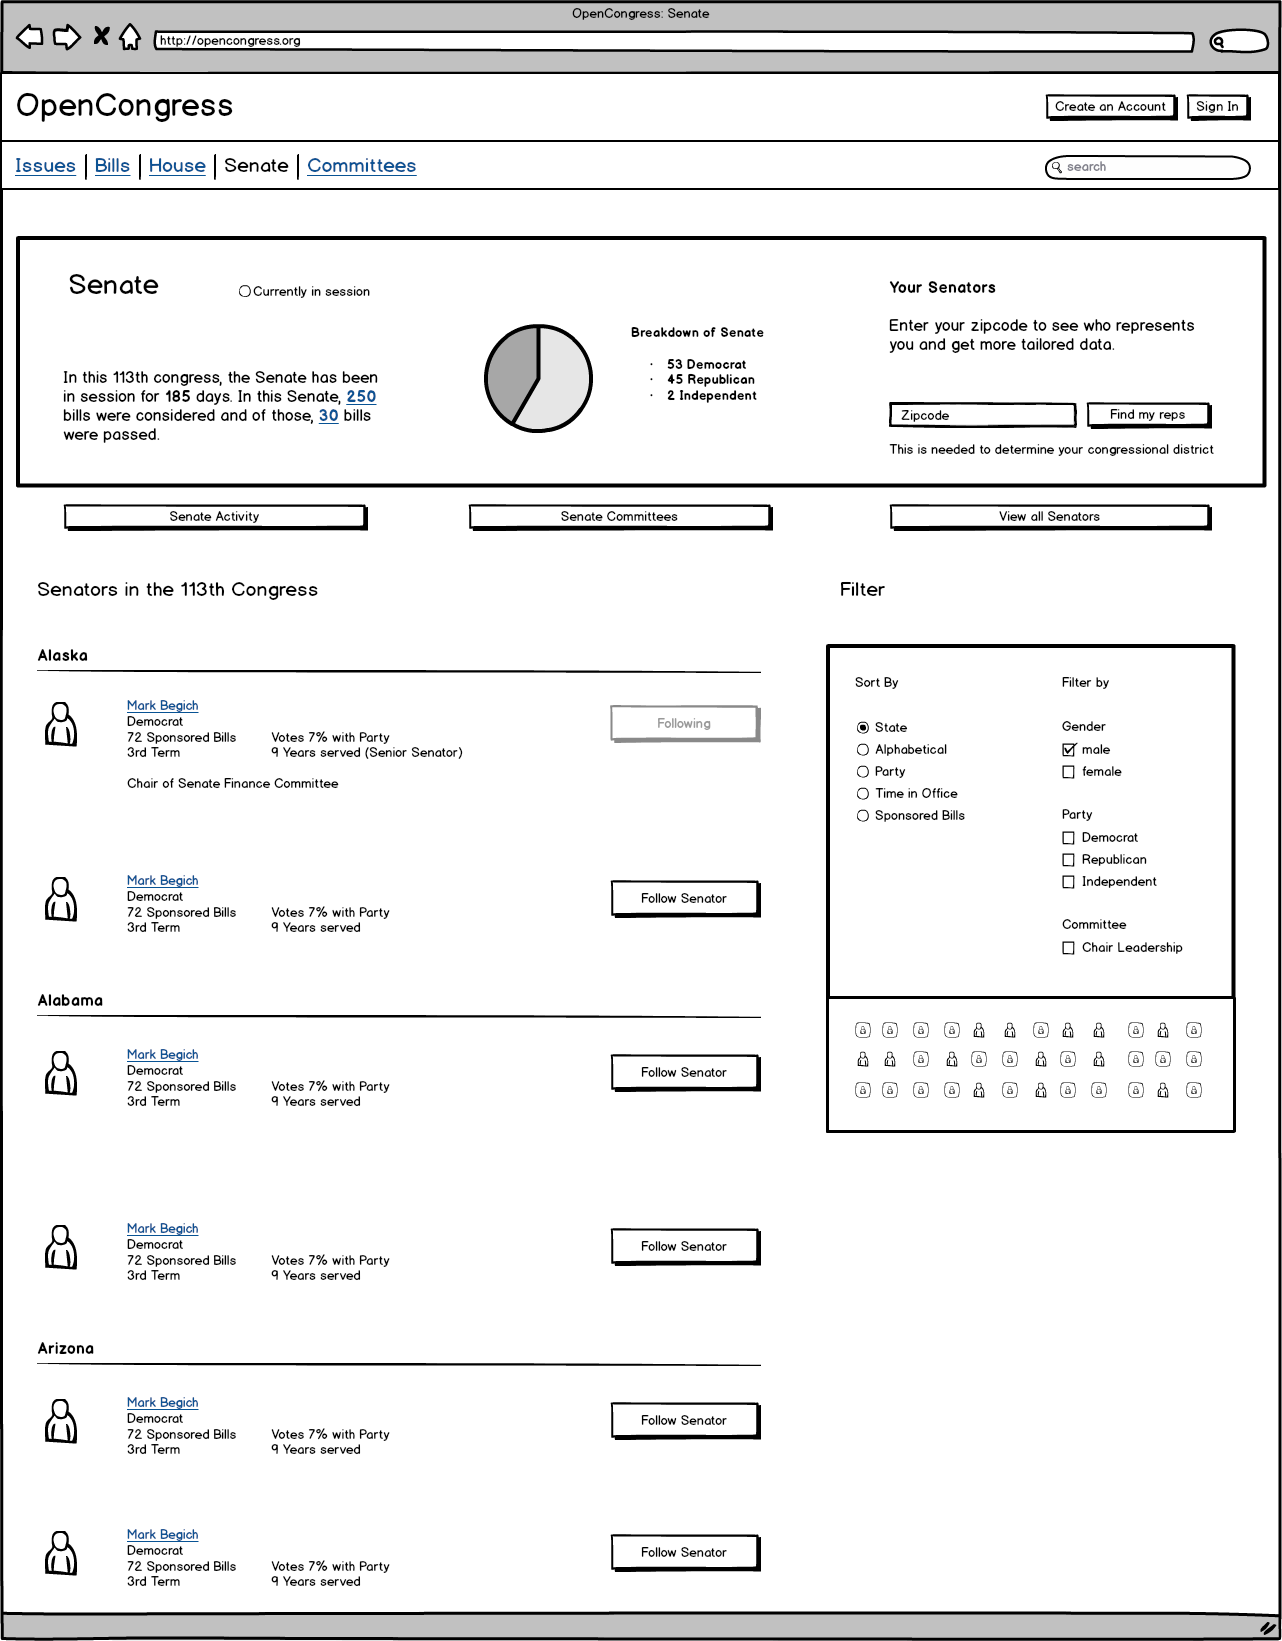 OpenCongress: Senate
http://opencongress.org
OpenCongress
Create an Account
Sign In
Issues
Bills
House
Senate
Committees
search
Senate
Currently in session
In this 113th congress, the Senate has been
in session for 185 days. In this Senate, 250
bills were considered and of those, 30 bills
were passed.
Breakdown of Senate
· 53 Democrat
· 45 Republican
· 2 Independent
Your Senators
Enter your zipcode to see who represents
you and get more tailored data.
Zipcode
Find my reps
This is needed to determine your congressional district
Senate Activity
Senate Committees
View all Senators
Senators in the 113th Congress
Alaska
Mark Begich
Democrat
72 Sponsored Bills Votes 7% with Party
3rd Term 9 Years served (Senior Senator)
Chair of Senate Finance Committee
Following
Mark Begich
Democrat
72 Sponsored Bills Votes 7% with Party
3rd Term 9 Years served
Follow Senator
Alabama
Mark Begich
Democrat
72 Sponsored Bills Votes 7% with Party
3rd Term 9 Years served
Follow Senator
Mark Begich
Democrat
72 Sponsored Bills Votes 7% with Party
3rd Term 9 Years served
Follow Senator
Arizona
Mark Begich
Democrat
72 Sponsored Bills Votes 7% with Party
3rd Term 9 Years served
Follow Senator
Mark Begich
Democrat
72 Sponsored Bills Votes 7% with Party
3rd Term 9 Years served
Follow Senator
Filter
Sort By
State
Alphabetical
Party
Time in Office
Sponsored Bills
Filter by
Gender
male
female
Party
Democrat
Republican
Independent
Committee
Chair Leadership